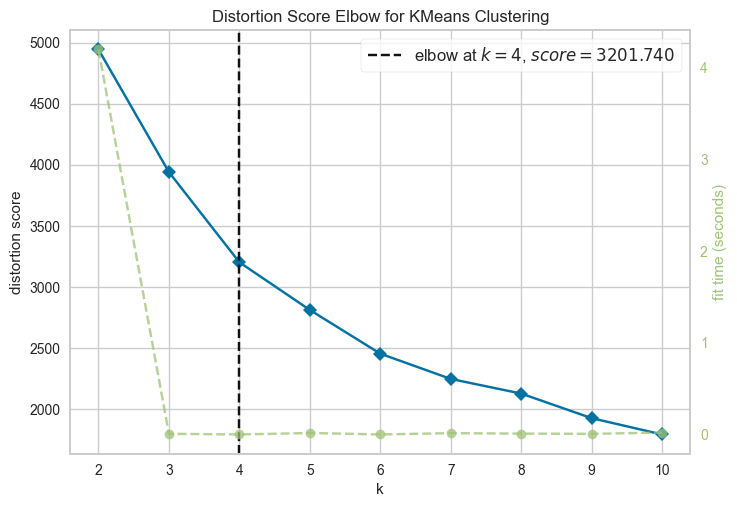 Distortion Score Elbow for KMeans Clustering
elbow at k = 4, score = 3201.740
distortion score
5000
4500
4000
3500
3000
2500
2000
4
3
2
1
0
fit time (seconds)
2 3 4 5 6 7 8 9 10
k